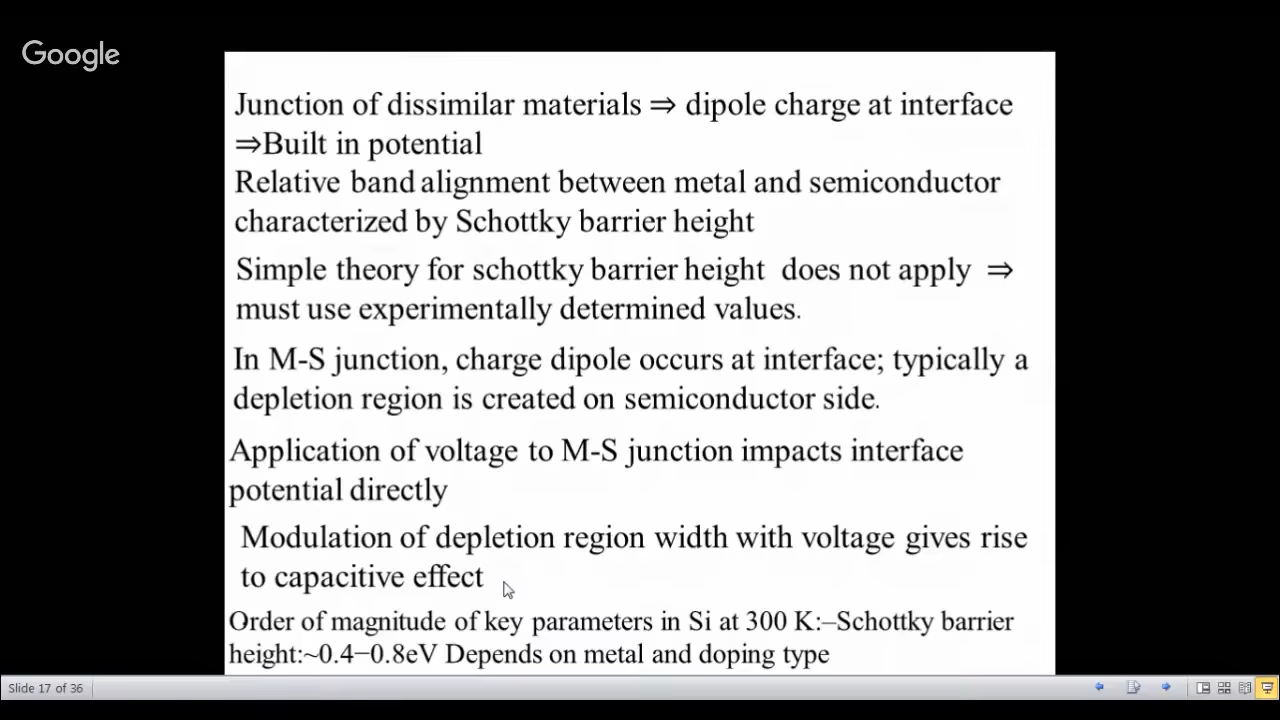 Google
Junction of dissimilar materials ⇒ dipole charge at interface
⇒Built in potential
Relative band alignment between metal and semiconductor
characterized by Schottky barrier height
Simple theory for schottky barrier height does not apply ⇒
must use experimentally determined values.
In M-S junction, charge dipole occurs at interface; typically a
depletion region is created on semiconductor side.
Application of voltage to M-S junction impacts interface
potential directly
Modulation of depletion region width with voltage gives rise
to capacitive effect
Order of magnitude of key parameters in Si at 300 K:–Schottky barrier
height:~0.4−0.8eV Depends on metal and doping type
Slide 17 of 36